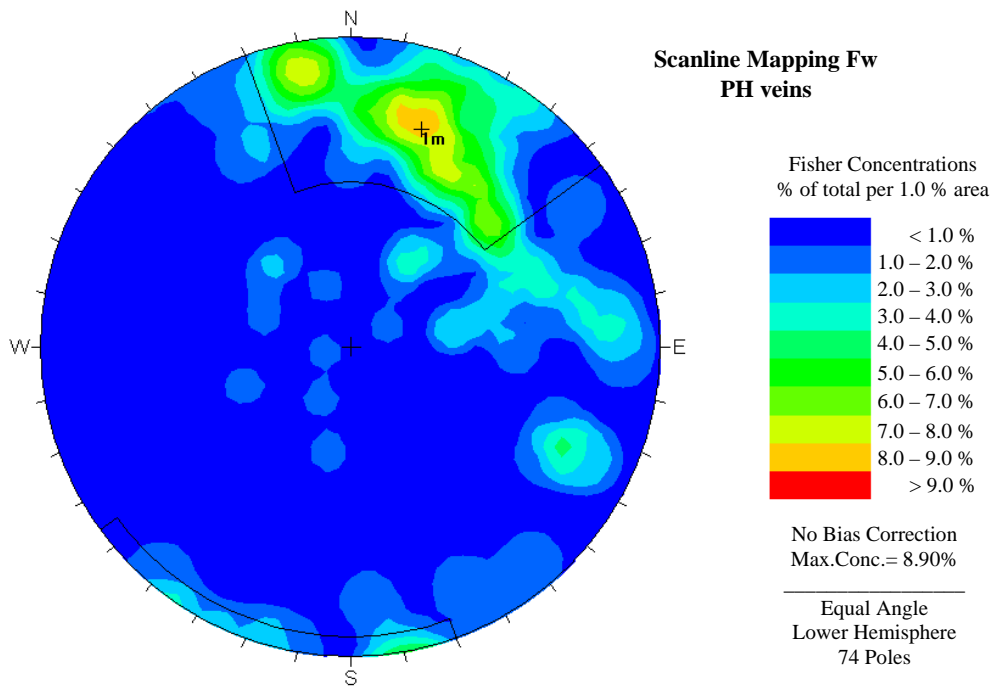 Scanline Mapping Fw
PH veins
N
W
E
S
1m
Fisher Concentrations
% of total per 1.0 % area
< 1.0 %
1.0 – 2.0 %
2.0 – 3.0 %
3.0 – 4.0 %
4.0 – 5.0 %
5.0 – 6.0 %
6.0 – 7.0 %
7.0 – 8.0 %
8.0 – 9.0 %
> 9.0 %
No Bias Correction
Max.Conc.= 8.90%
Equal Angle
Lower Hemisphere
74 Poles